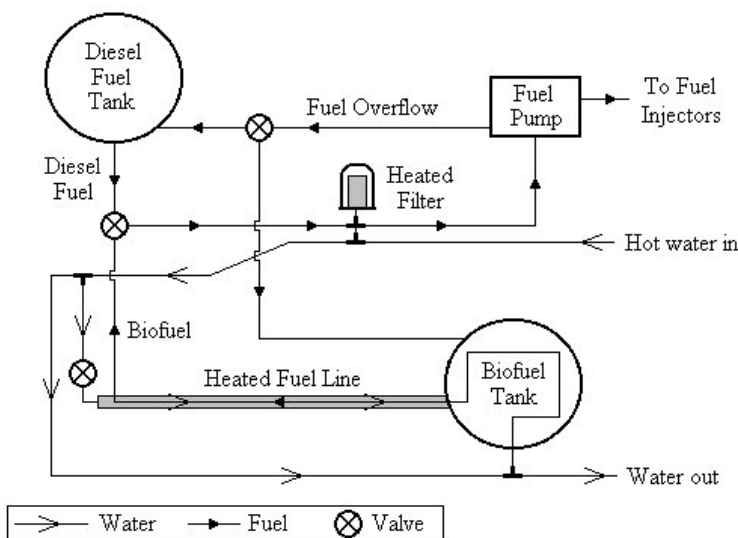 Diesel
Fuel
Tank
Fuel Overflow
Fuel
Pump
To Fuel
Injectors
Diesel
Fuel
Heated
Filter
Hot water in
Biofuel
Heated Fuel Line
Biofuel
Tank
Water out
Water
Fuel
Valve